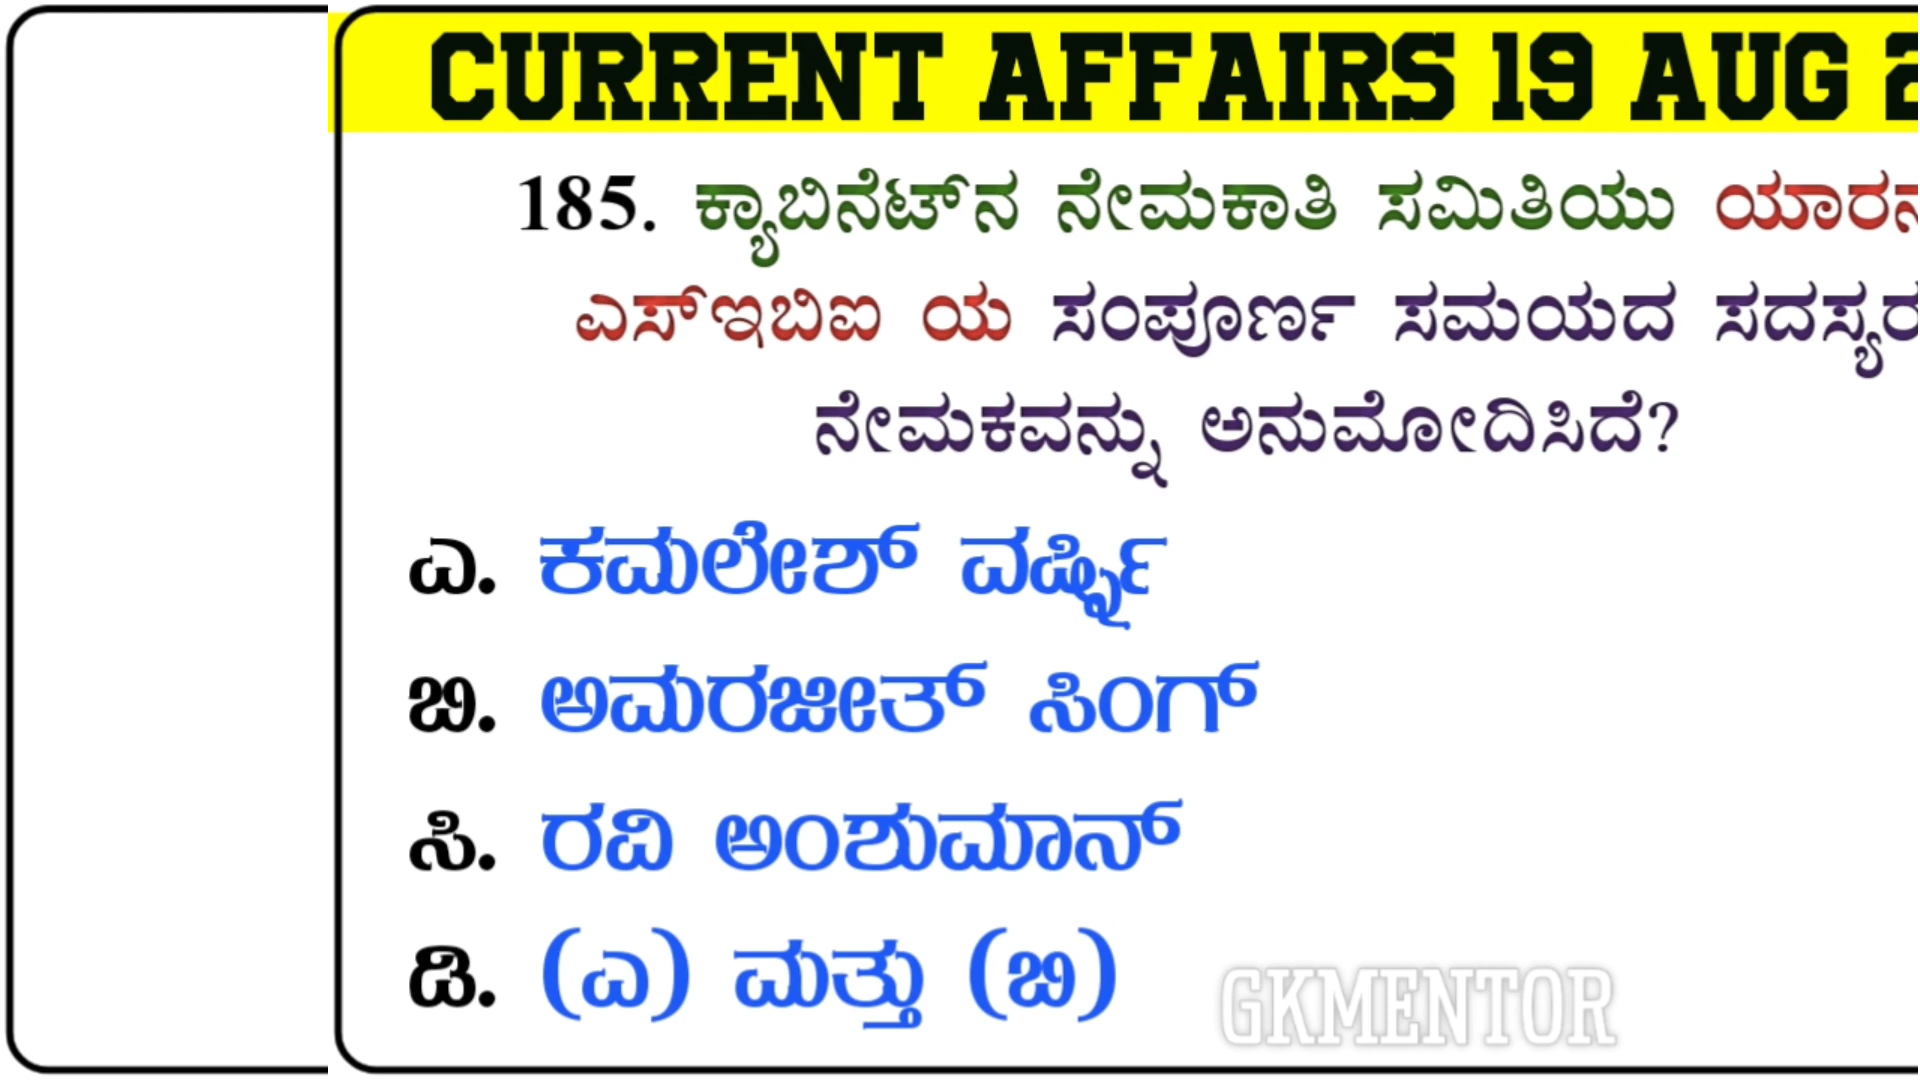 CURRENT AFFAIRS 19 AUG
185. ಕ್ಯಾಬಿನೆಟ್‌ನ ನೇಮಕಾತಿ ಸಮಿತಿಯು
ಎಸ್‌ಇಬಿಐ ಯ ಸಂಪೂರ್ಣ ಸಮಯದ
ನೇಮಕವನ್ನು ಅನುಮೋದಿಸಿದೆ?
ಎ. ಕಮಲೇಶ್ ವರ್ಷ್ನಿ
ಬಿ. ಅಮರಜೀತ್ ಸಿಂಗ್
ಸಿ. ರವಿ ಅಂಶುಮಾನ್
ಡಿ. (ಎ) ಮತ್ತು (ಬಿ)
GKMENTOR